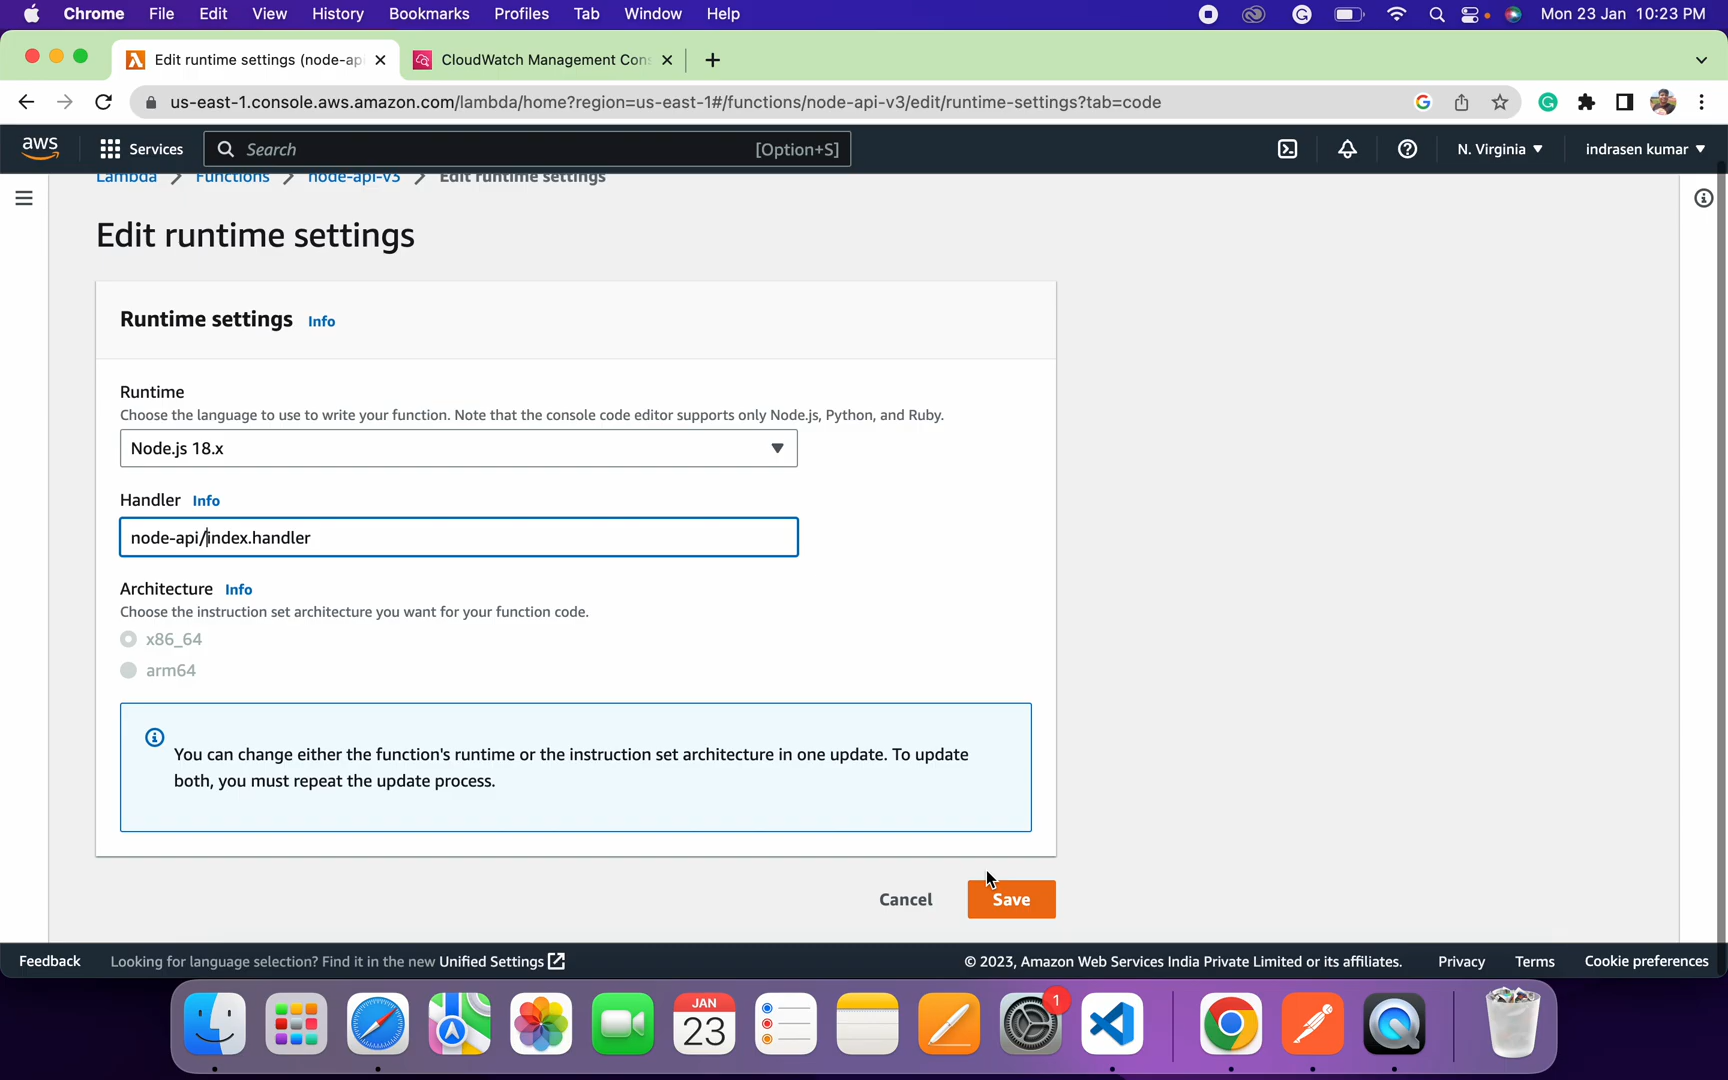 Chrome File Edit View History Bookmarks Profiles Tab Window Help Mon 23 Jan 10:23 PM
Edit runtime settings (node-ap CloudWatch Management Con
us-east-1.console.aws.amazon.com/lambda/home?region=us-east-1#/functions/node-api-v3/edit/runtime-settings?tab=code
aws Services Search [Option+S] N. Virginia indrasen kumar
Lambda Functions node-api-v3 Edit runtime settings
Edit runtime settings
Runtime settings Info
Runtime
Choose the language to use to write your function. Note that the console code editor supports only Node.js, Python, and Ruby.
Node.js 18.x
Handler Info
node-api/index.handler
Architecture Info
Choose the instruction set architecture you want for your function code.
x86_64
arm64
You can change either the function's runtime or the instruction set architecture in one update. To update
both, you must repeat the update process.
Cancel Save
Feedback Looking for language selection? Find it in the new Unified Settings © 2023, Amazon Web Services India Private Limited or its affiliates. Privacy Terms Cookie preferences
JAN
23
1